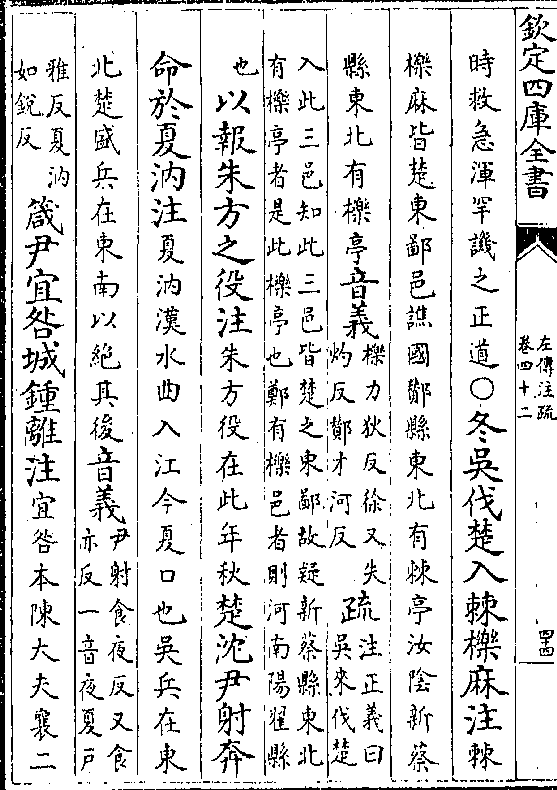 欽定四庫全書
左傳注疏
卷四十二
四十四
時救急渾罕譏之正道〇冬吳伐楚入棘櫟麻注棘
櫟麻皆楚東鄙邑譙國酇縣東北有棘亭汝陰新蔡
縣東北有櫟亭音義櫟力狄反徐又失
灼反酇才河反疏注正義曰
吳來伐楚
入此三邑知此三邑皆楚之東鄙故疑新蔡縣東北
有櫟亭者是此櫟亭也鄭有櫟邑者則河南陽翟縣
也以報朱方之役注朱方役在此年秋楚沈尹射奔
命於夏汭注夏汭漢水曲入江今夏口也吳兵在東
北楚盛兵在東南以絶其後音義尹射食夜反又食
亦反一音夜夏戸
雅反夏汭
如銳反箴尹宜咎城鍾離注宜咎本陳大夫襄二